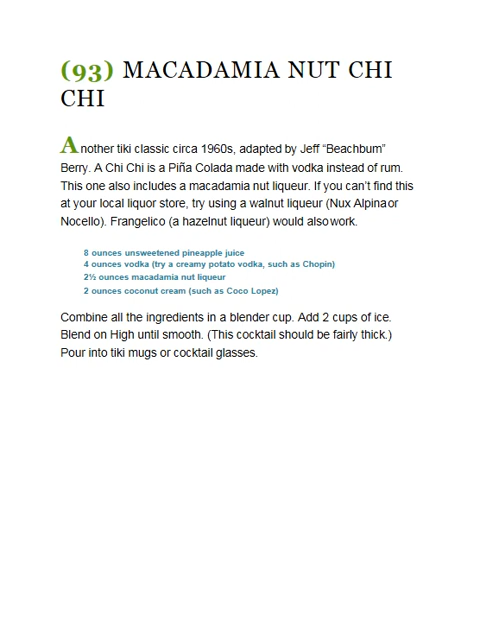 (93) MACADAMIA NUT CHI
CHI
Another tiki classic circa 1960s, adapted by Jeff “Beachbum”
Berry. A Chi Chi is a Piña Colada made with vodka instead of rum.
This one also includes a macadamia nut liqueur. If you can’t find this
at your local liquor store, try using a walnut liqueur (Nux Alpina or
Nocello). Frangelico (a hazelnut liqueur) would also work.
8 ounces unsweetened pineapple juice
4 ounces vodka (try a creamy potato vodka, such as Chopin)
2½ ounces macadamia nut liqueur
2 ounces coconut cream (such as Coco Lopez)
Combine all the ingredients in a blender cup. Add 2 cups of ice.
Blend on High until smooth. (This cocktail should be fairly thick.)
Pour into tiki mugs or cocktail glasses.